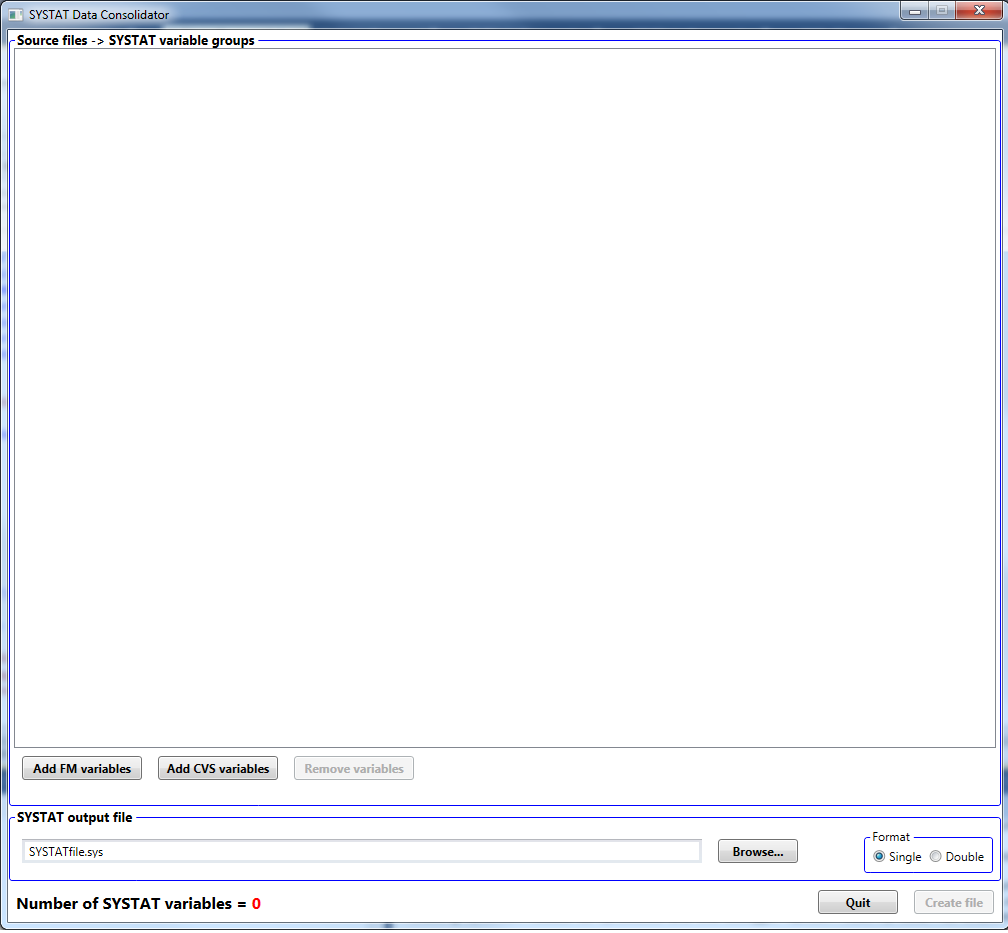 SYSTAT Data Consolidator
Source files -> SYSTAT variable groups
Add FM variables
Add CVS variables
Remove variables
SYSTAT output file
SYSTATfile.sys
Browse...
Format
Single
Double
Number of SYSTAT variables = 0
Quit
Create file